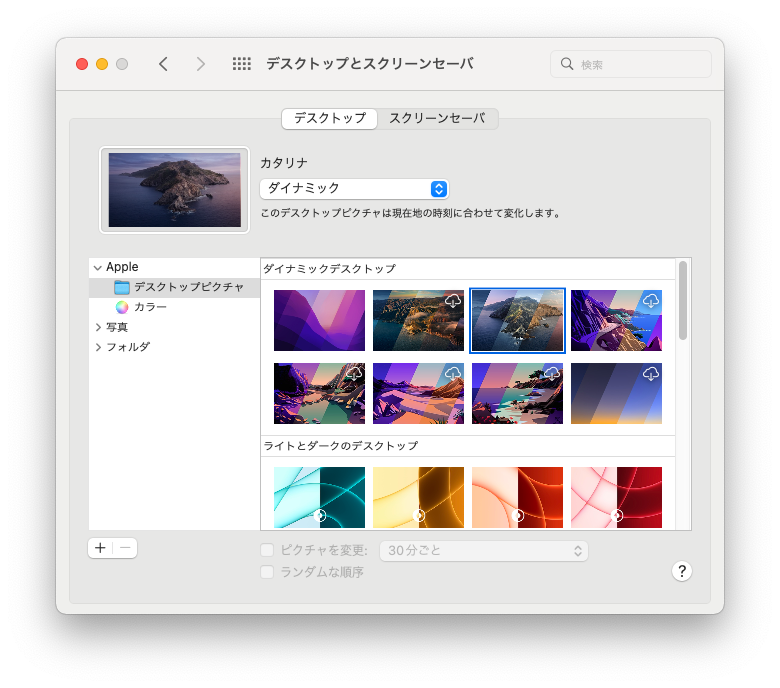 デスクトップとスクリーンセーバ
検索
デスクトップ
スクリーンセーバ
カタリナ
ダイナミック
このデスクトップピクチャは現在地の時刻に合わせて変化します。
Apple
デスクトップピクチャ
カラー
写真
フォルダ
ダイナミックデスクトップ
ライトとダークのデスクトップ
ピクチャを変更:
30分ごと
ランダムな順序
?